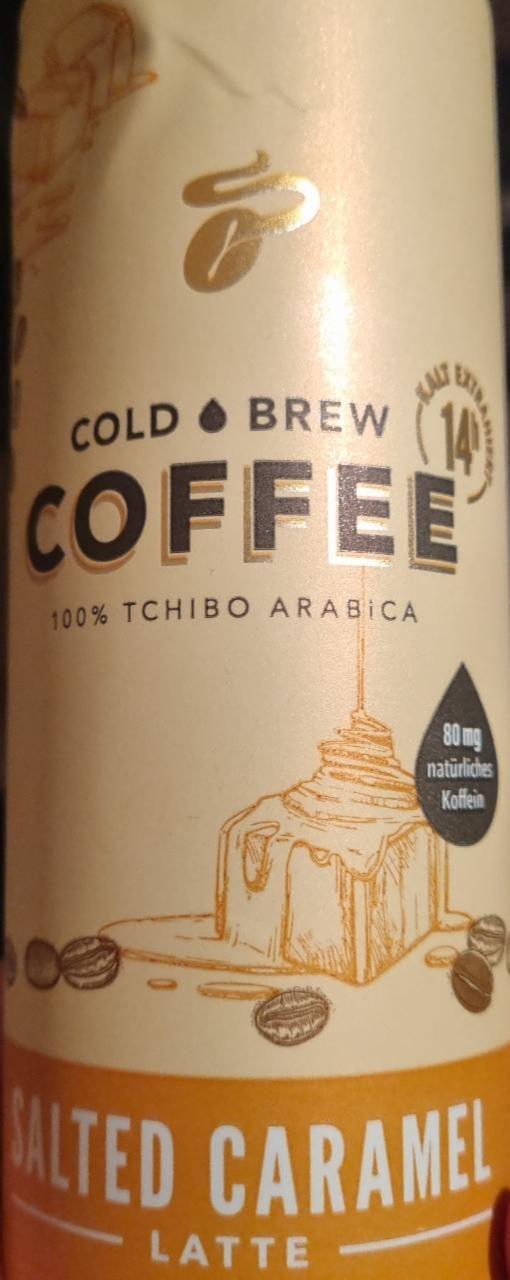 COLD BREW
KALT EXTRAHIERT
14h
COFFEE
100% TCHIBO ARABiCA
80 mg
natürliches
Koffein
SALTED CARAMEL
LATTE